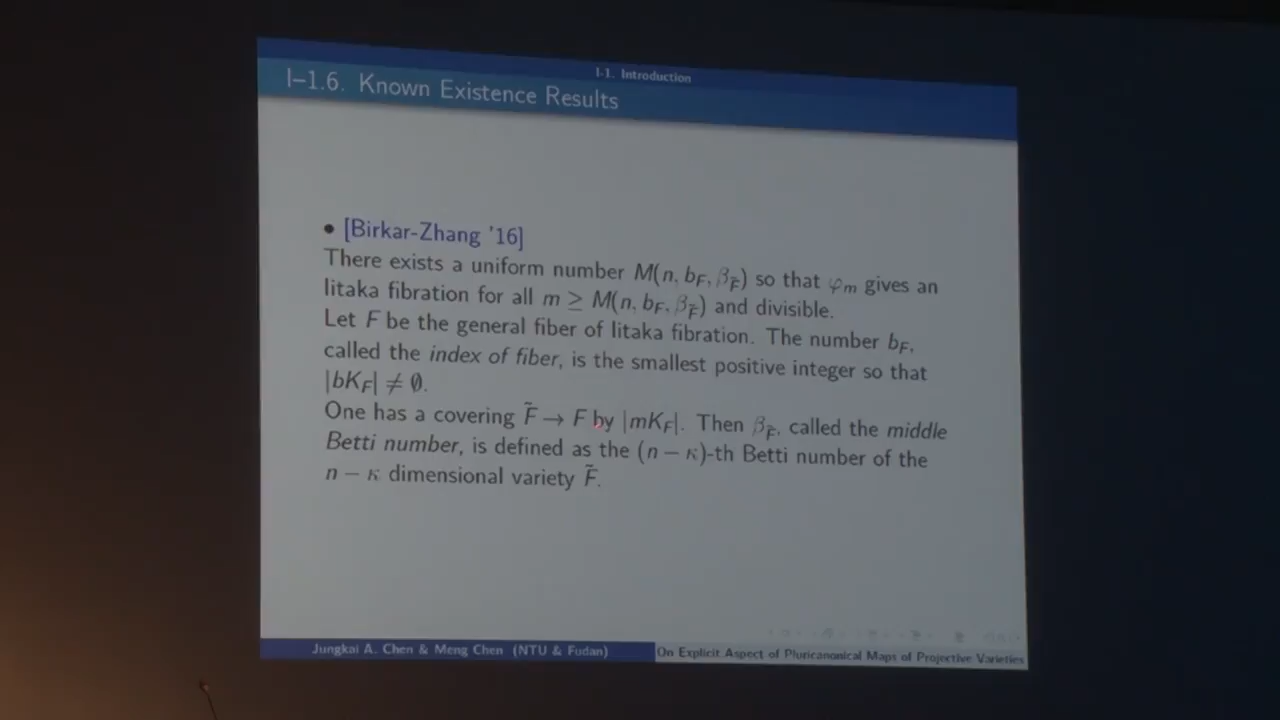 I-1. Introduction
I–1.6. Known Existence Results
• [Birkar-Zhang '16]
There exists a uniform number M(n, b_F, β_F̃) so that φ_m gives an
Iitaka fibration for all m ≥ M(n, b_F, β_F̃) and divisible.
Let F be the general fiber of Iitaka fibration. The number b_F,
called the index of fiber, is the smallest positive integer so that
|bK_F| ≠ ∅.
One has a covering F̃ → F by |mK_F|. Then β_F̃, called the middle
Betti number, is defined as the (n − κ)-th Betti number of the
n − κ dimensional variety F̃.
Jungkai A. Chen & Meng Chen (NTU & Fudan)
On Explicit Aspect of Pluricanonical Maps of Projective Varieties